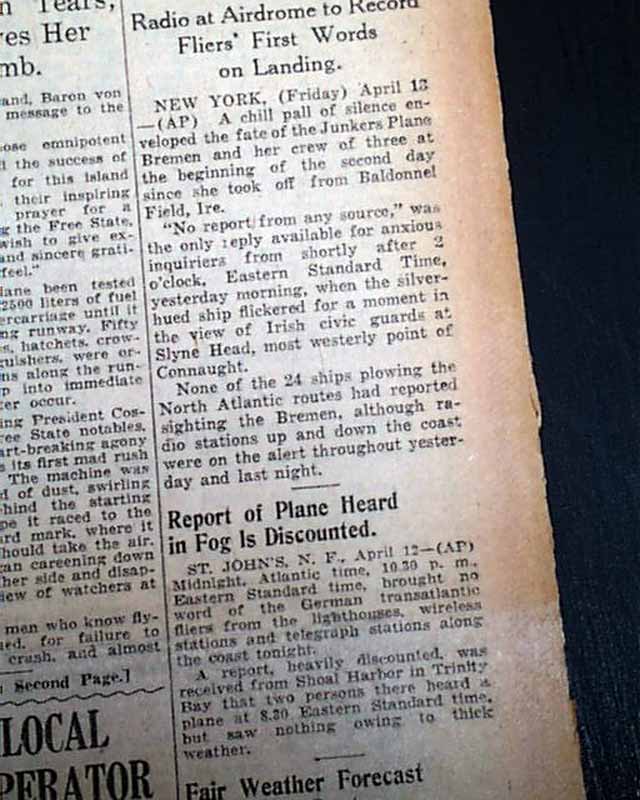 n Tears,
res Her
mb.
and, Baron von
message to the
ose omnipotent
d the success of
for this island
their inspiring
prayer for a
g the Free State,
wish to give ex-
and sincere grati-
feel."
lane been tested
2500 liters of fuel
ercarriage until it
ng runway. Fifty
s, hatchets, crow-
guishers, were or-
ns along the run-
p into immediate
er occur.
ing President Cos-
ree State notables,
art-breaking agony
s its first mad rush
The machine was
d of dust, swirling
hind the starting
pe it raced to the
rd mark, where it
hould take the air.
an careening down
her side and disap-
iew of watchers at
men who know fly-
ed, for failure to
crash, and almost
Second Page.]
LOCAL
PERATOR
Radio at Airdrome to Record
Fliers' First Words
on Landing.
NEW YORK, (Friday) April 13
—(AP) A chill pall of silence en-
veloped the fate of the Junkers Plane
Bremen and her crew of three at
the beginning of the second day
since she took off from Baldonnel
Field, Ire.
"No report from any source," was
the only reply available for anxious
inquiriers from shortly after 2
o'clock, Eastern Standard Time,
yesterday morning, when the silver-
hued ship flickered for a moment in
the view of Irish civic guards at
Slyne Head, most westerly point of
Connaught.
None of the 24 ships plowing the
North Atlantic routes had reported
sighting the Bremen, although ra-
dio stations up and down the coast
were on the alert throughout yester-
day and last night.
Report of Plane Heard
in Fog Is Discounted.
ST. JOHN'S, N. F., April 12—(AP)
Midnight, Atlantic time, 10.30 p. m.,
Eastern Standard time, brought no
word of the German transatlantic
fliers from the lighthouses, wireless
stations and telegraph stations along
the coast tonight.
A report, heavily discounted, was
received from Shoal Harbor in Trinity
Bay that two persons there heard a
plane at 8.30 Eastern Standard time,
but saw nothing owing to thick
weather.
Fair Weather Forecast